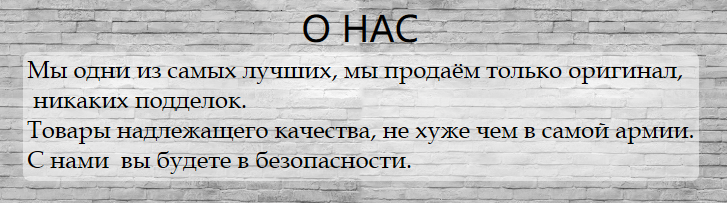 О НАС
Мы одни из самых лучших, мы продаём только оригинал,
никаких подделок.
Товары надлежащего качества, не хуже чем в самой армии.
С нами  вы будете в безопасности.